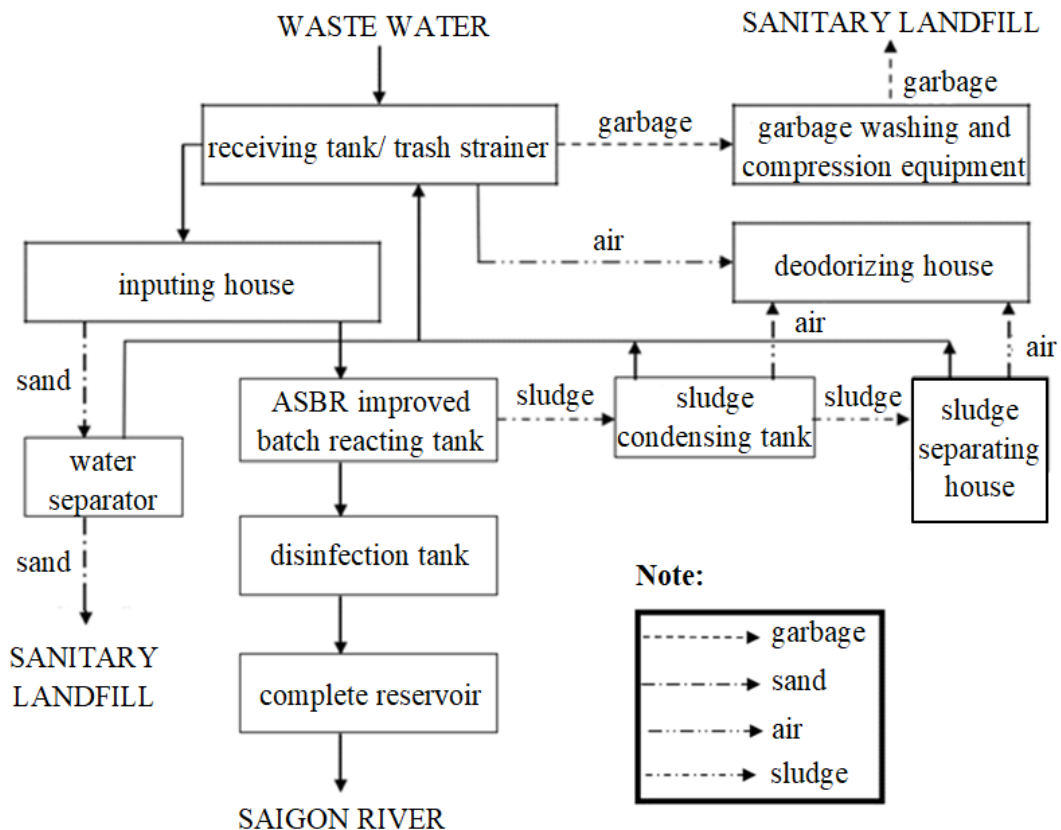 WASTE WATER
SANITARY LANDFILL
garbage
receiving tank/ trash strainer
garbage
garbage washing and
compression equipment
air
deodorizing house
inputing house
air
air
sand
ASBR improved
batch reacting tank
sludge
sludge
condensing tank
sludge
sludge
separating
house
water
separator
sand
disinfection tank
Note:
garbage
sand
air
sludge
SANITARY
LANDFILL
complete reservoir
SAIGON RIVER